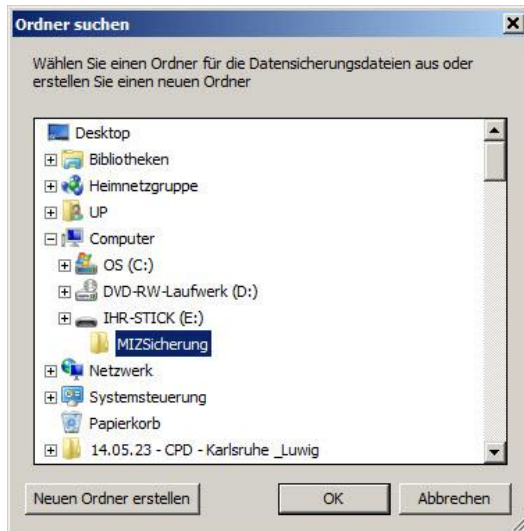 Ordner suchen
Wählen Sie einen Ordner für die Datensicherungsdateien aus oder
erstellen Sie einen neuen Ordner
Desktop
Bibliotheken
Heimnetzgruppe
UP
Computer
OS (C:)
DVD-RW-Laufwerk (D:)
IHR-STICK (E:)
MIZSicherung
Netzwerk
Systemsteuerung
Papierkorb
14.05.23 - CPD - Karlsruhe _Luwig
Neuen Ordner erstellen OK Abbrechen